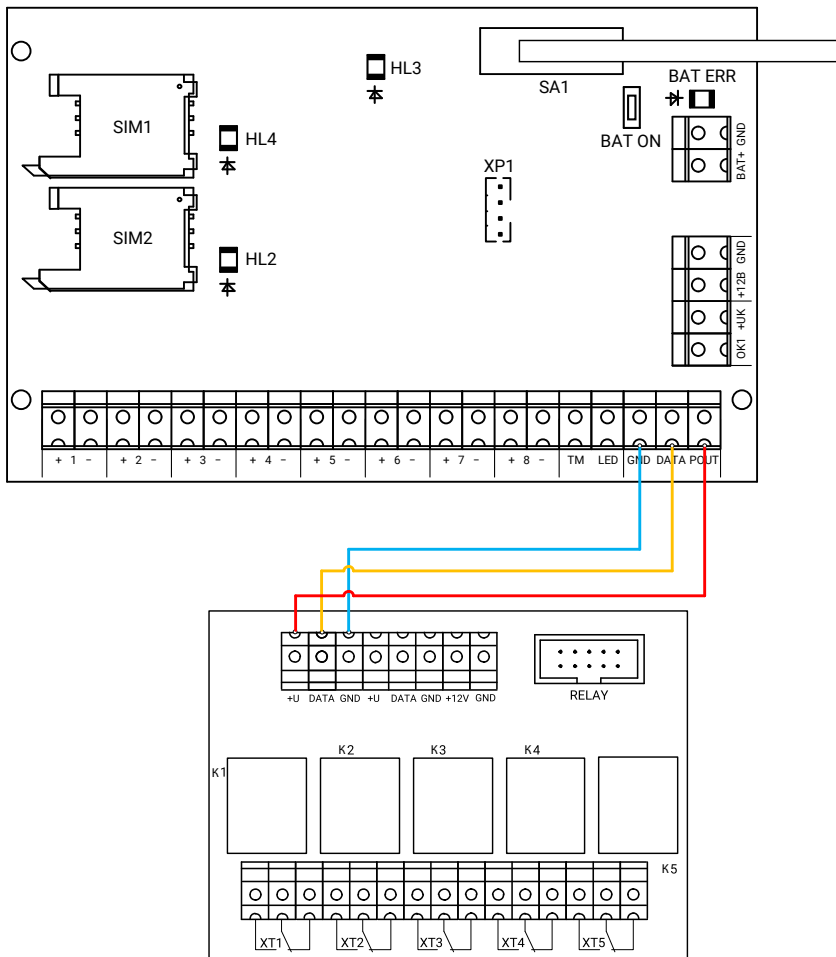 HL3
SA1
BAT ERR
SIM1
HL4
BAT ON
BAT+ GND
XP1
SIM2
HL2
GND
+12B
+UK
OK1
+ 1 − + 2 − + 3 − + 4 − + 5 − + 6 − + 7 − + 8 − TM LED GND DATA POUT
+U DATA GND +U DATA GND +12V GND
RELAY
K1
K2
K3
K4
K5
XT1 XT2 XT3 XT4 XT5